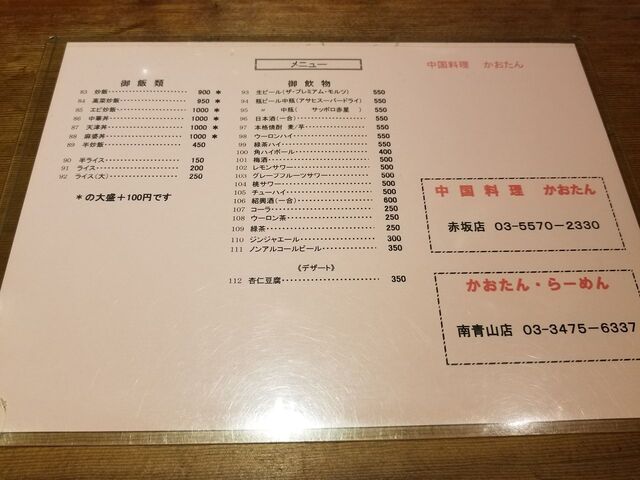 メニュー
中国料理 かおたん
御飯類
83 炒飯 900 *
84 高菜炒飯 950 *
85 エビ炒飯 1000 *
86 中華丼 1000 *
87 天津丼 1000 *
88 麻婆丼 1000 *
89 半炒飯 450
90 半ライス 150
91 ライス 200
92 ライス(大) 250
*の大盛+100円です
御飲物
93 生ビール(ザ・プレミアム・モルツ) 550
94 瓶ビール中瓶(アサヒスーパードライ) 550
95 〃 中瓶( サッポロ赤星 ) 550
96 日本酒(一合) 550
97 本格焼酎 麦/芋 550
98 ウーロンハイ 550
99 緑茶ハイ 550
100 角ハイボール 400
101 梅酒 500
102 レモンサワー 500
103 グレープフルーツサワー 500
104 桃サワー 500
105 チューハイ 500
106 紹興酒(一合) 600
107 コーラ 250
108 ウーロン茶 250
109 緑茶 250
110 ジンジャエール 300
111 ノンアルコールビール 350
《デザート》
112 杏仁豆腐 350
中国料理 かおたん
赤坂店 03-5570-2330
かおたん・らーめん
南青山店 03-3475-6337